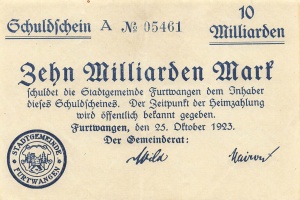 Schuldschein A № 05461
10
Milliarden
Zehn Milliarden Mark
schuldet die Stadtgemeinde Furtwangen dem Inhaber
dieses Schuldscheines. Der Zeitpunkt der Heimzahlung
wird öffentlich bekannt gegeben.
Furtwangen, den 25. Oktober 1923.
Der Gemeinderat:
STADTGEMEINDE
FURTWANGEN